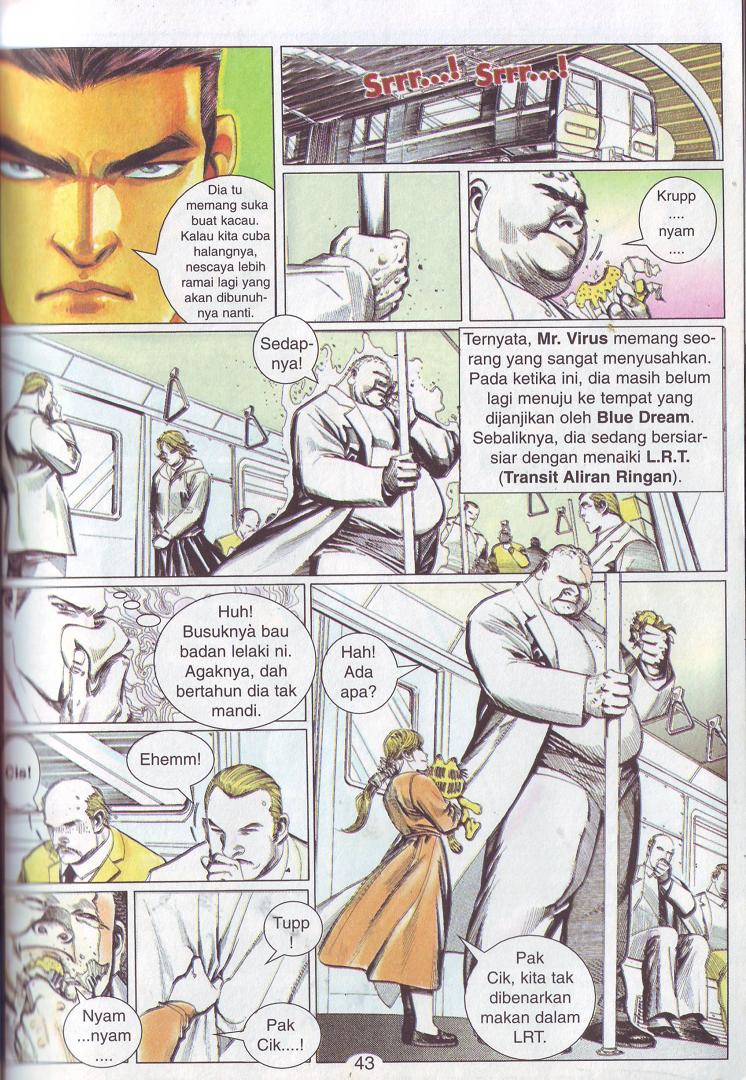 Dia tu
memang suka
buat kacau.
Kalau kita cuba
halangnya,
nescaya lebih
ramai lagi yang
akan dibunuh-
nya nanti.
Srrr...! Srrr...!
Krupp
....
nyam
....
Sedap-
nya!
Ternyata, Mr. Virus memang seo-
rang yang sangat menyusahkan.
Pada ketika ini, dia masih belum
lagi menuju ke tempat yang
dijanjikan oleh Blue Dream.
Sebaliknya, dia sedang bersiar-
siar dengan menaiki L.R.T.
(Transit Aliran Ringan).
Huh!
Busuknya bau
badan lelaki ni.
Agaknya, dah
bertahun dia tak
mandi.
Ehemm!
Nyam
...nyam
....
Tupp
!
Pak
Cik....!
Hah!
Ada
apa?
Pak
Cik, kita tak
dibenarkan
makan dalam
LRT.
43